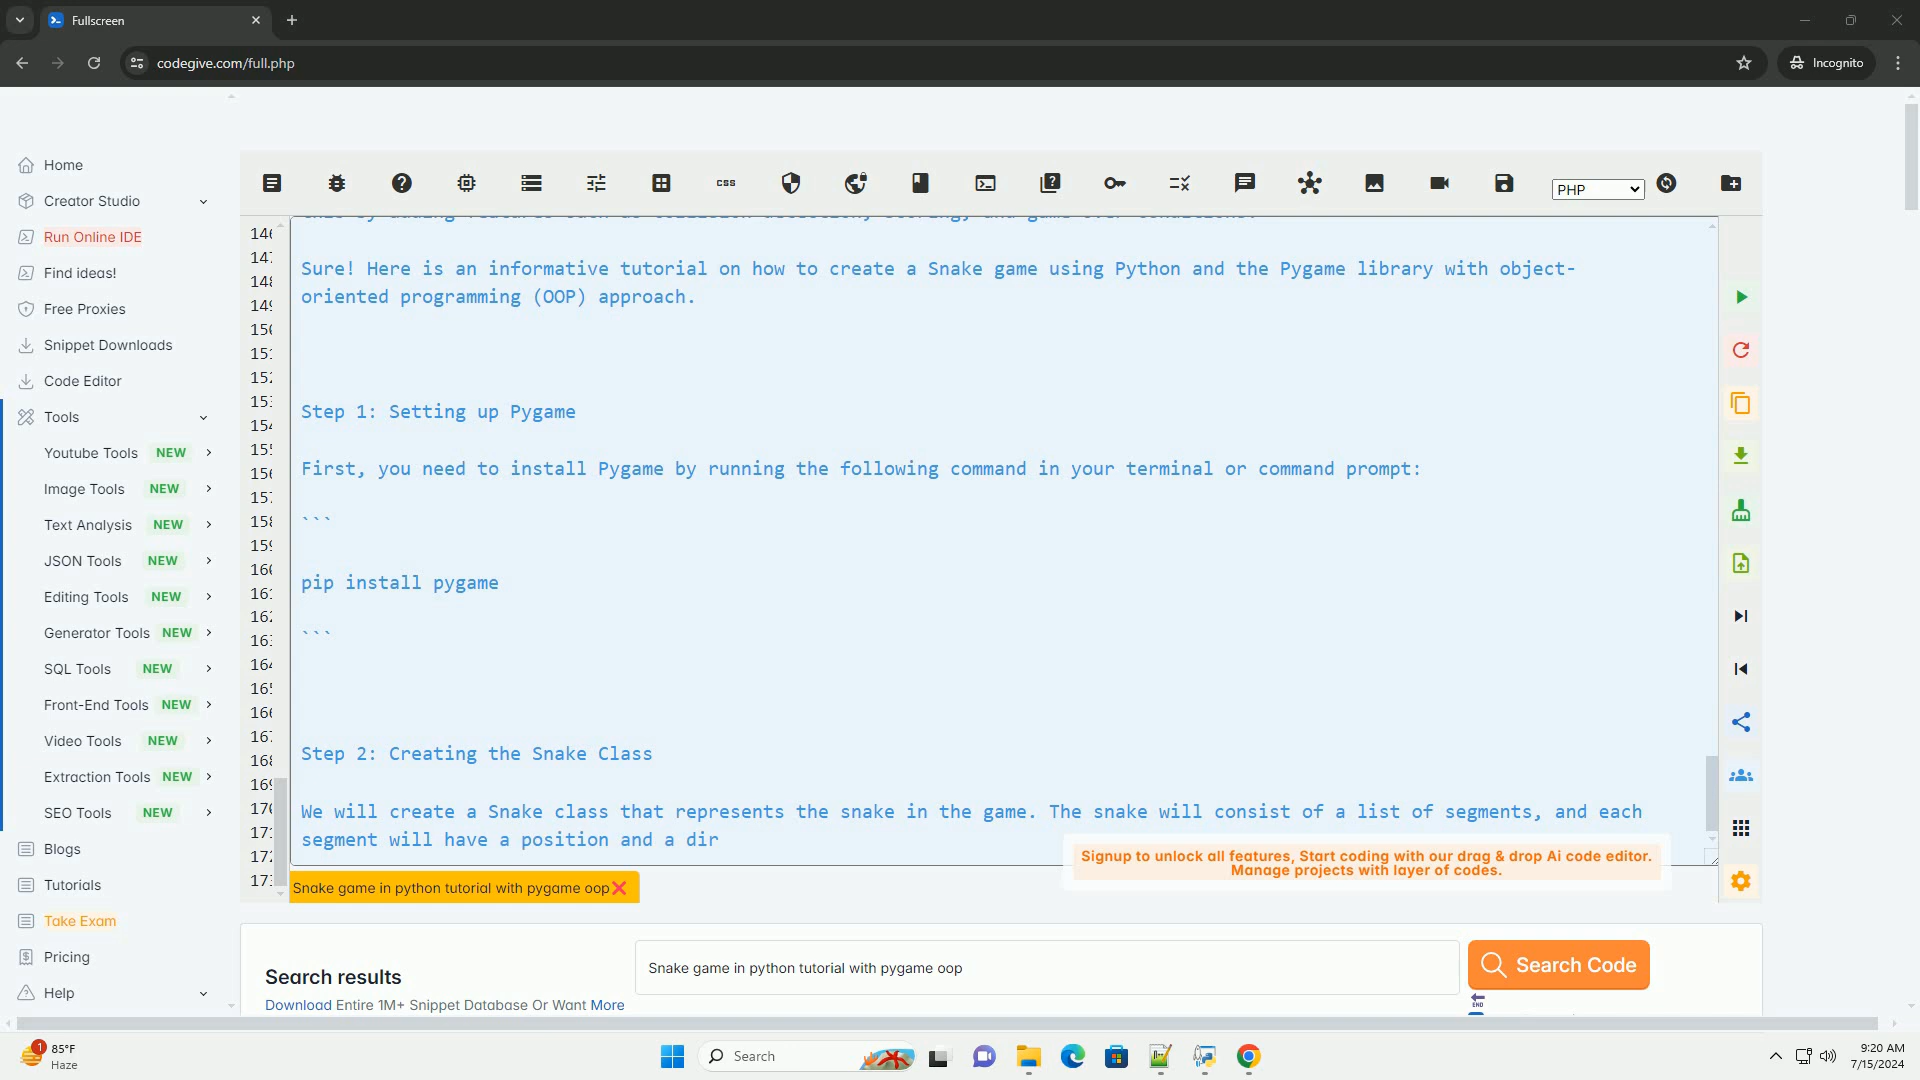 Fullscreen
codegive.com/full.php
Incognito
Home
Creator Studio
Run Online IDE
Find ideas!
Free Proxies
Snippet Downloads
Code Editor
Tools
Youtube Tools NEW
Image Tools NEW
Text Analysis NEW
JSON Tools NEW
Editing Tools NEW
Generator Tools NEW
SQL Tools NEW
Front-End Tools NEW
Video Tools NEW
Extraction Tools NEW
SEO Tools NEW
Blogs
Tutorials
Take Exam
Pricing
Help
css
PHP
Sure! Here is an informative tutorial on how to create a Snake game using Python and the Pygame library with object-
oriented programming (OOP) approach.
Step 1: Setting up Pygame
First, you need to install Pygame by running the following command in your terminal or command prompt:
```
pip install pygame
```
Step 2: Creating the Snake Class
We will create a Snake class that represents the snake in the game. The snake will consist of a list of segments, and each
segment will have a position and a dir
Signup to unlock all features, Start coding with our drag & drop Ai code editor.
Manage projects with layer of codes.
Snake game in python tutorial with pygame oop
Search results
Download Entire 1M+ Snippet Database Or Want More
Snake game in python tutorial with pygame oop
Search Code
END
1
85°F
Haze
Search
9:20 AM
7/15/2024